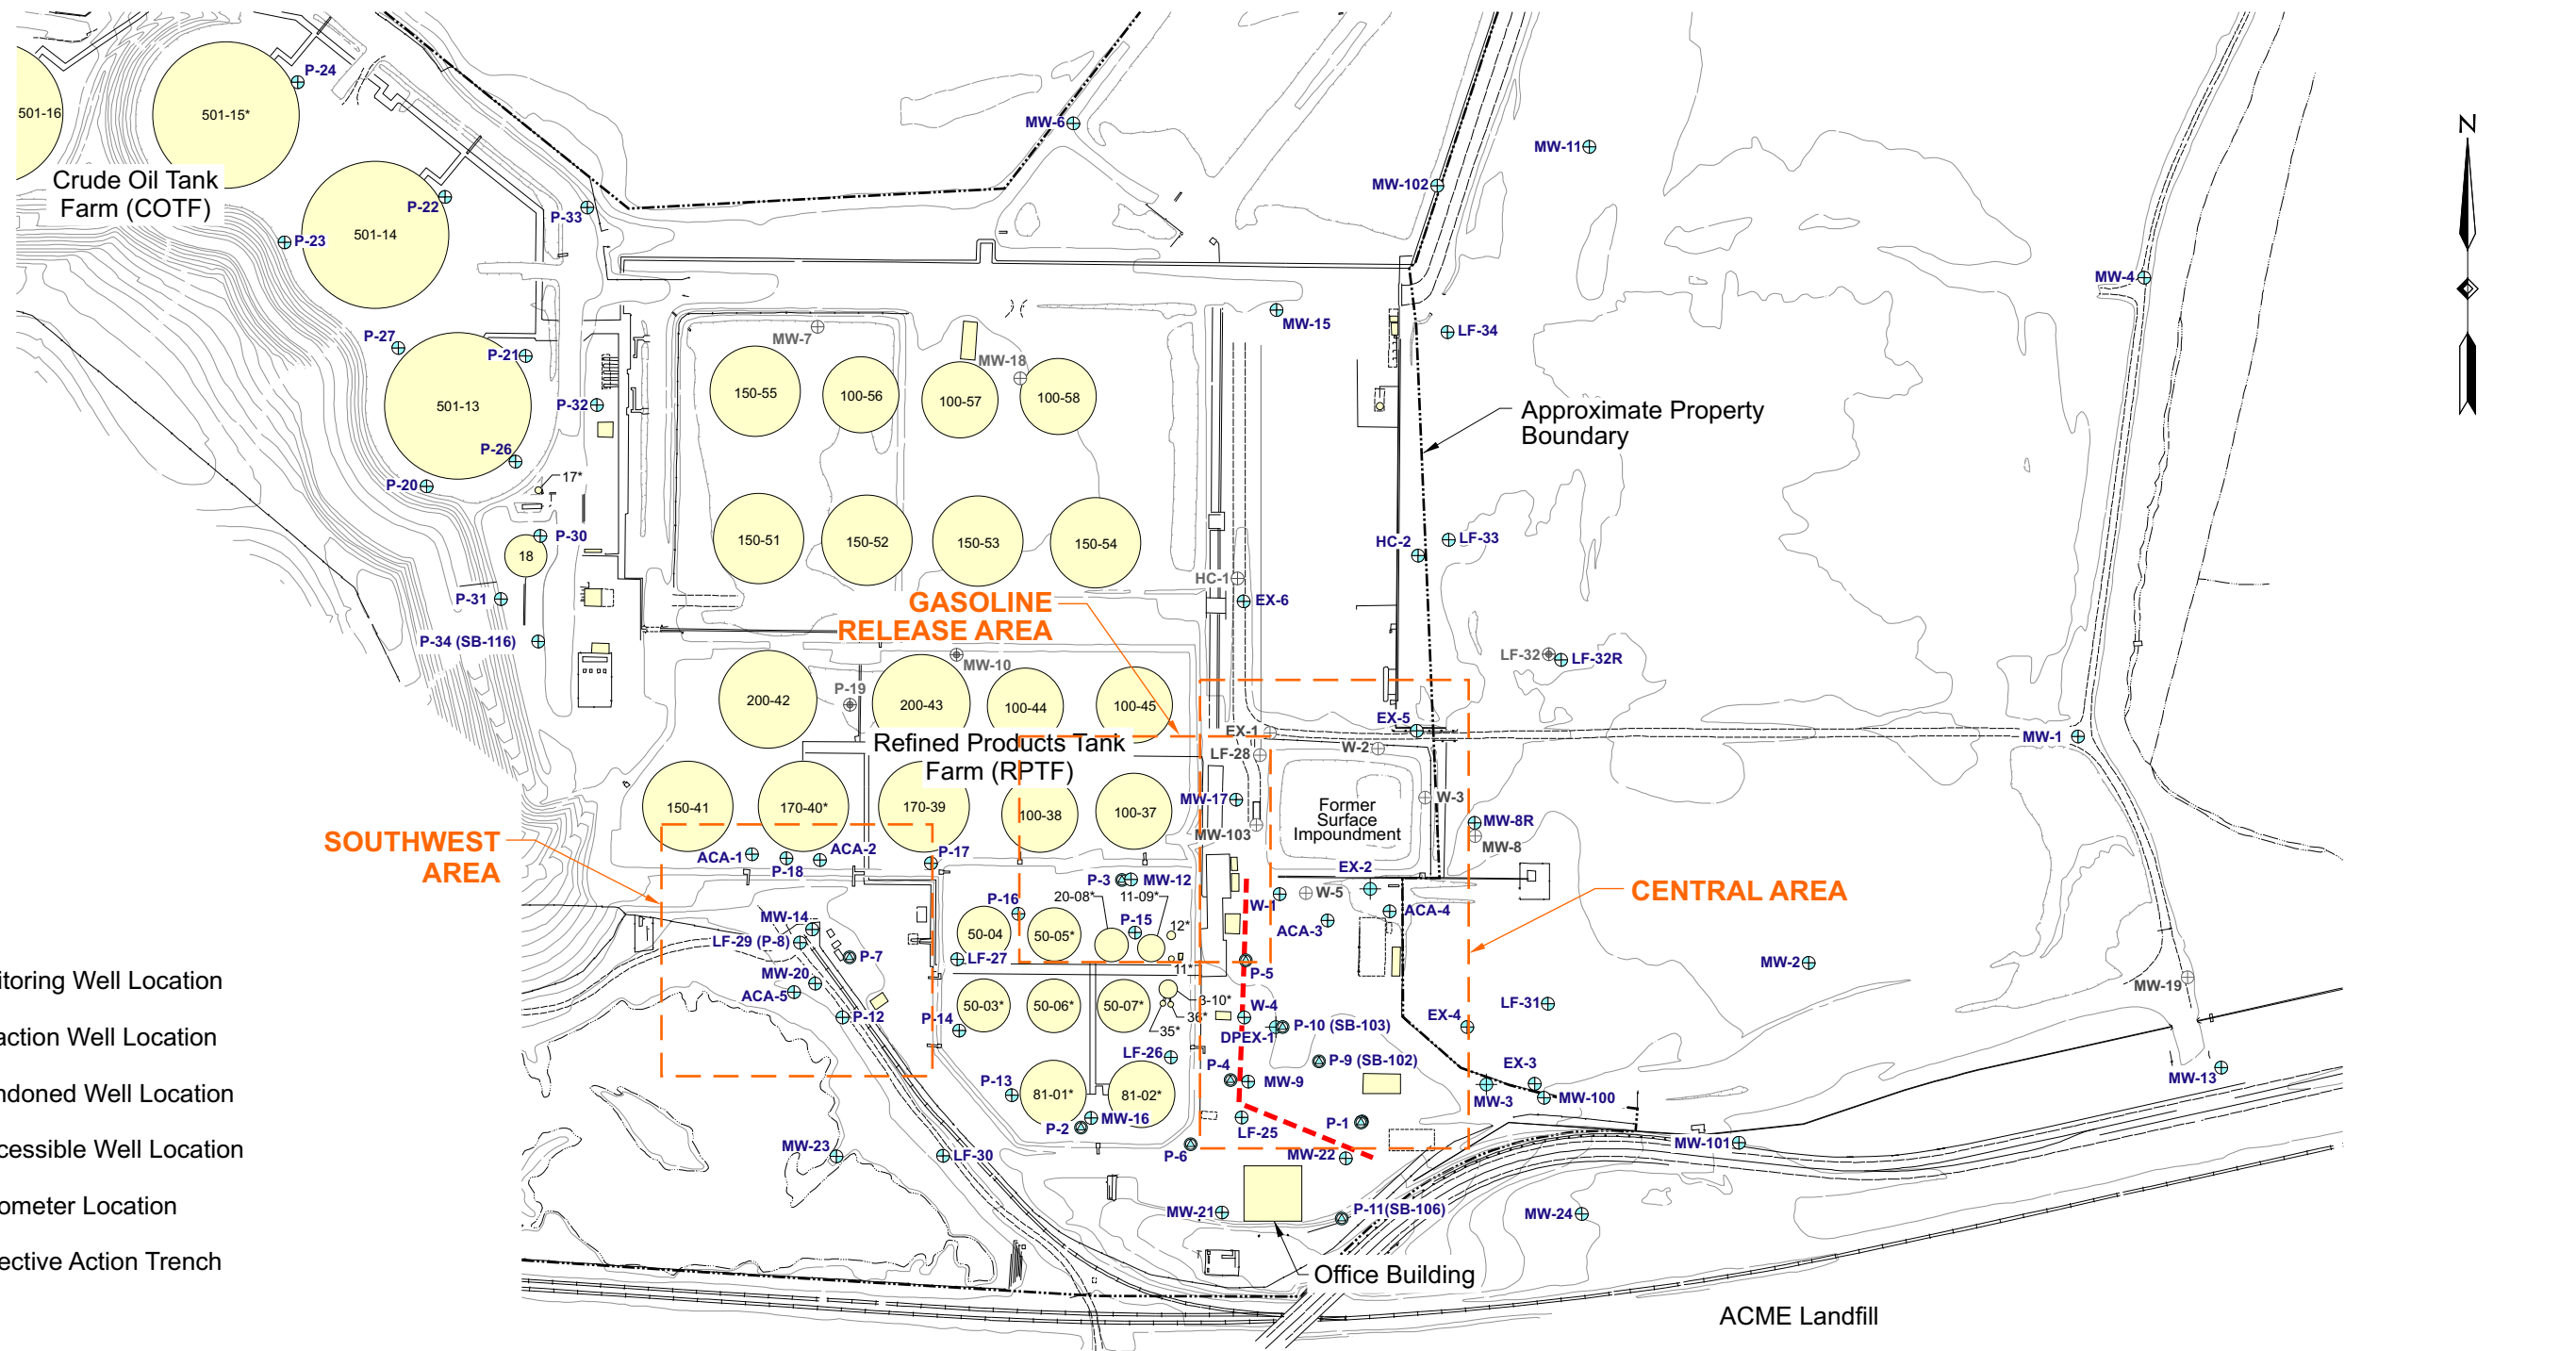 P-24
501-16
501-15*
Crude Oil Tank
Farm (COTF)
P-22
P-33
P-23
501-14
MW-6
MW-11
MW-102
N
MW-4
MW-15
LF-34
MW-7
MW-18
P-27
P-21
150-55
100-56
100-57
100-58
501-13
P-32
Approximate Property
Boundary
P-26
17*
P-20
P-30
18
150-51
150-52
150-53
150-54
HC-2
LF-33
HC-1
EX-6
P-31
GASOLINE
RELEASE AREA
P-34 (SB-116)
MW-10
LF-32
LF-32R
P-19
200-42
200-43
100-44
100-45
EX-5
EX-1
W-2
MW-1
Refined Products Tank
Farm (RPTF)
LF-28
150-41
170-40*
170-39
100-38
100-37
MW-17
W-3
Former
Surface
Impoundment
MW-103
MW-8R
MW-8
SOUTHWEST
AREA
ACA-1
ACA-2
P-18
P-17
P-3
MW-12
EX-2
20-08*
11-09*
W-1
W-5
CENTRAL AREA
P-16
ACA-4
MW-14
P-15
12*
ACA-3
LF-29 (P-8)
50-04
50-05*
P-7
LF-27
11*
P-5
MW-2
MW-20
ACA-5
MW-19
itoring Well Location
50-03*
50-06*
50-07*
3-10*
36*
35*
W-4
LF-31
P-12
P-14
EX-4
DPEX-1
P-10 (SB-103)
action Well Location
LF-26
P-9 (SB-102)
P-4
MW-9
EX-3
MW-13
P-13
81-01*
81-02*
MW-3
MW-100
ndoned Well Location
MW-16
P-2
LF-25
P-1
MW-23
LF-30
P-6
MW-22
MW-101
cessible Well Location
MW-21
P-11(SB-106)
MW-24
ometer Location
ective Action Trench
Office Building
ACME Landfill